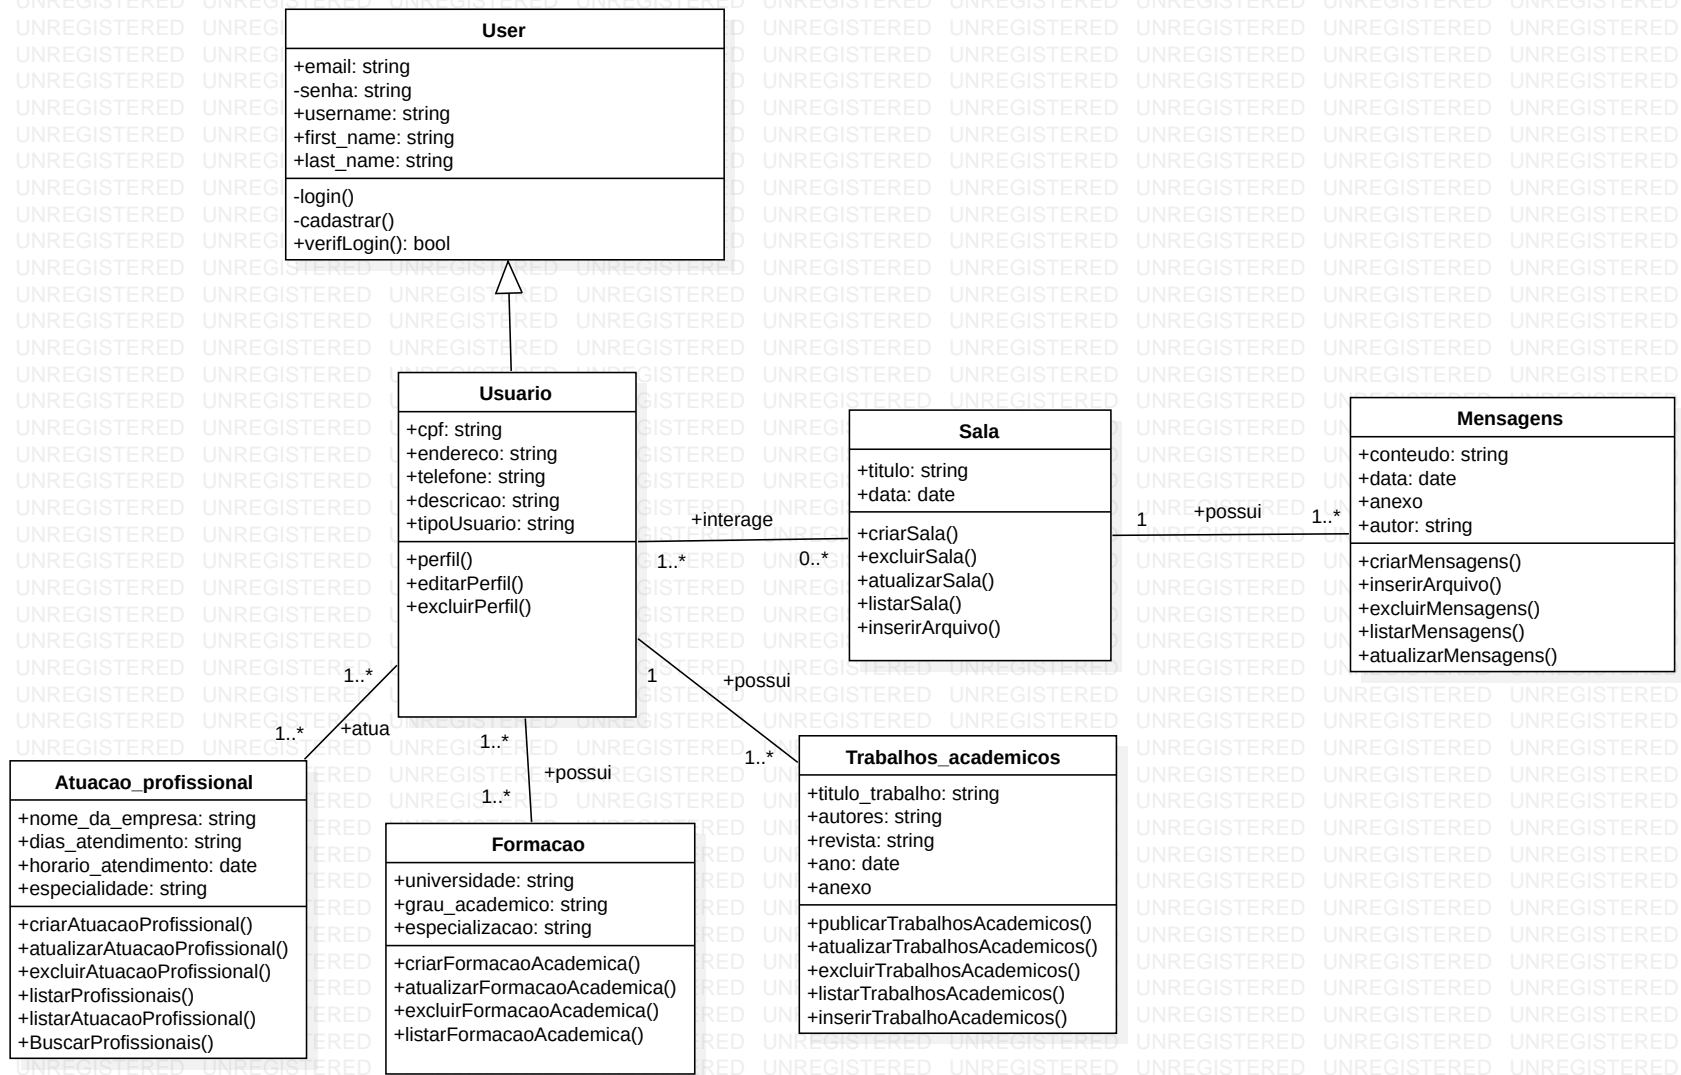 User
+email: string
-senha: string
+username: string
+first_name: string
+last_name: string
-login()
-cadastrar()
+verifLogin(): bool
Usuario
+cpf: string
+endereco: string
+telefone: string
+descricao: string
+tipoUsuario: string
+perfil()
+editarPerfil()
+excluirPerfil()
+interage
1..*
0..*
Sala
+titulo: string
+data: date
+criarSala()
+excluirSala()
+atualizarSala()
+listarSala()
+inserirArquivo()
1
+possui
1..*
Mensagens
+conteudo: string
+data: date
+anexo
+autor: string
+criarMensagens()
+inserirArquivo()
+excluirMensagens()
+listarMensagens()
+atualizarMensagens()
1..*
1..*
+atua
1..*
+possui
1..*
1
+possui
1..*
Atuacao_profissional
+nome_da_empresa: string
+dias_atendimento: string
+horario_atendimento: date
+especialidade: string
+criarAtuacaoProfissional()
+atualizarAtuacaoProfissional()
+excluirAtuacaoProfissional()
+listarProfissionais()
+listarAtuacaoProfissional()
+BuscarProfissionais()
Formacao
+universidade: string
+grau_academico: string
+especializacao: string
+criarFormacaoAcademica()
+atualizarFormacaoAcademica()
+excluirFormacaoAcademica()
+listarFormacaoAcademica()
Trabalhos_academicos
+titulo_trabalho: string
+autores: string
+revista: string
+ano: date
+anexo
+publicarTrabalhosAcademicos()
+atualizarTrabalhosAcademicos()
+excluirTrabalhosAcademicos()
+listarTrabalhosAcademicos()
+inserirTrabalhoAcademicos()
UNREGISTERED